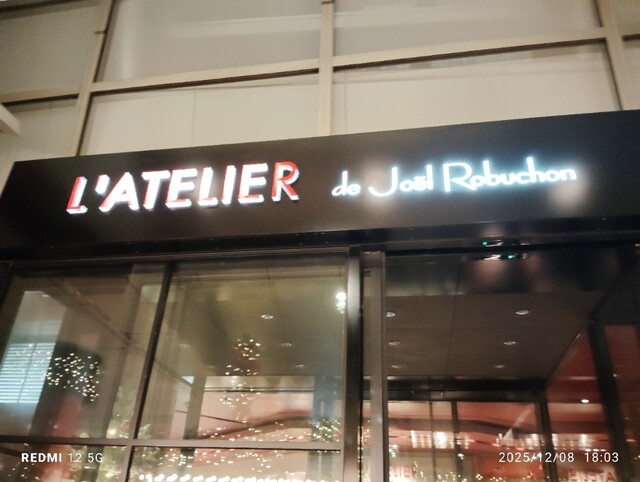 L'ATELIER de Joël Robuchon
REDMI 12 5G
2025/12/08 18:03